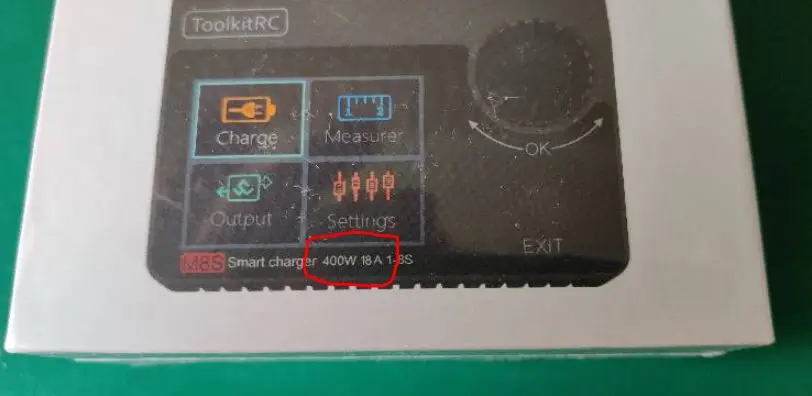 ToolkitRC
Charge
Measurer
OK
Output
Settings
EXIT
M8S Smart charger 400W 18A 1-8S